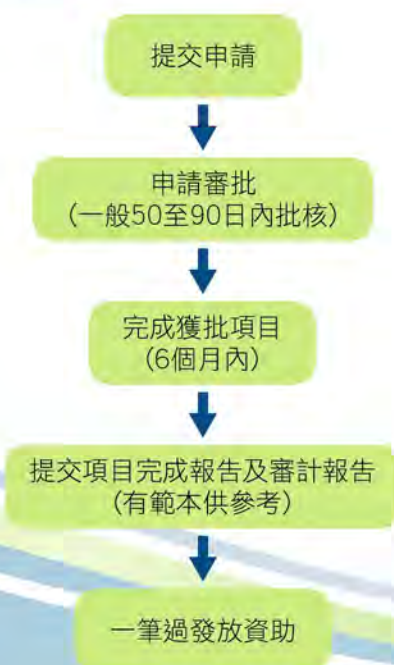 提交申請
申請審批
（一般50至90日內批核）
完成獲批項目
（6個月內）
提交項目完成報告及審計報告
（有範本供參考）
一筆過發放資助